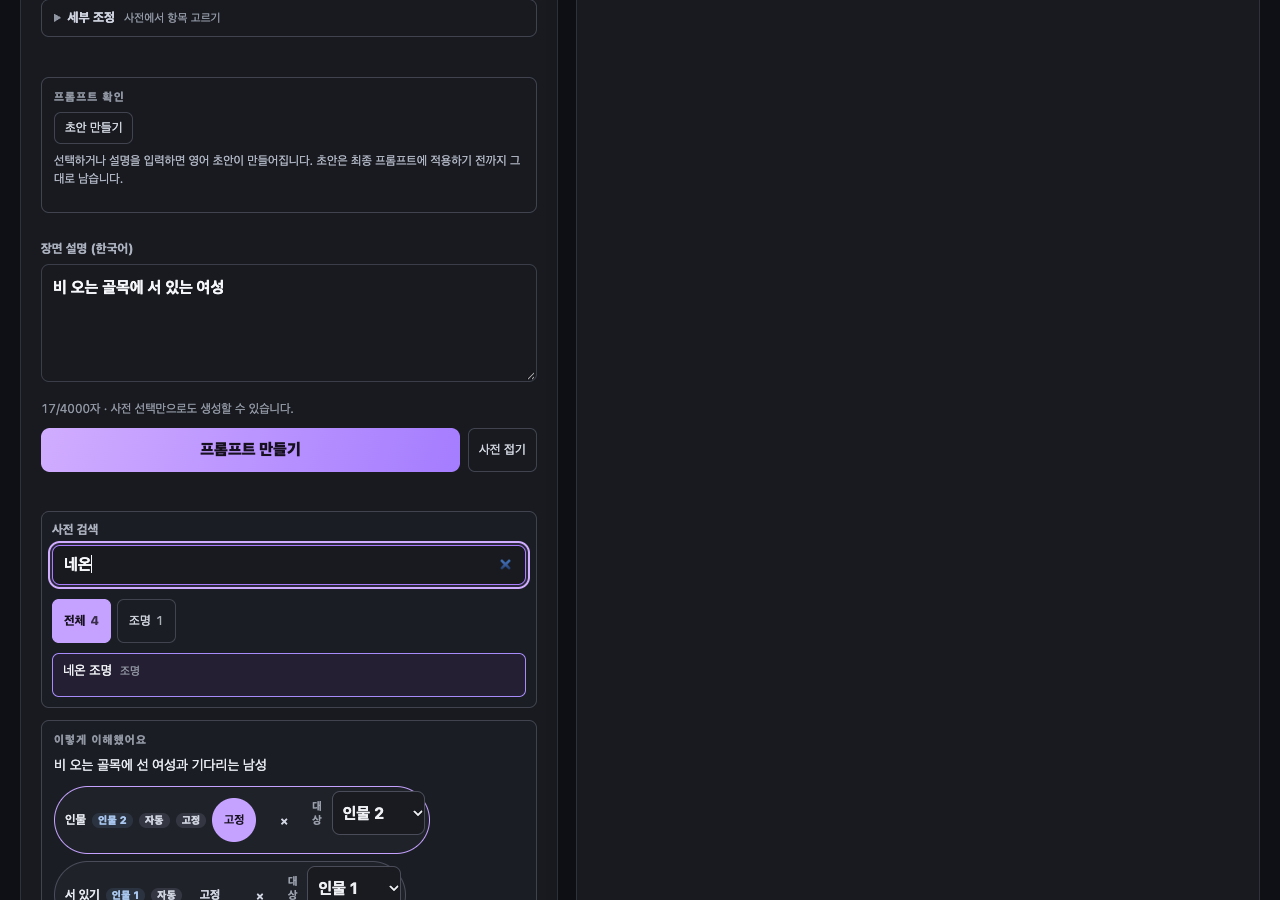 ▶ 세부 조정 사전에서 항목 고르기
프롬프트 확인
초안 만들기
선택하거나 설명을 입력하면 영어 초안이 만들어집니다. 초안은 최종 프롬프트에 적용하기 전까지 그
대로 남습니다.
장면 설명 (한국어)
비 오는 골목에 서 있는 여성
17/4000자 · 사전 선택만으로도 생성할 수 있습니다.
프롬프트 만들기 사전 접기
사전 검색
네온
전체 4 조명 1
네온 조명 조명
이렇게 이해했어요
비 오는 골목에 선 여성과 기다리는 남성
인물 인물 2 자동 고정 고정 × 대상 인물 2
서 있기 인물 1 자동 고정 × 대상 인물 1